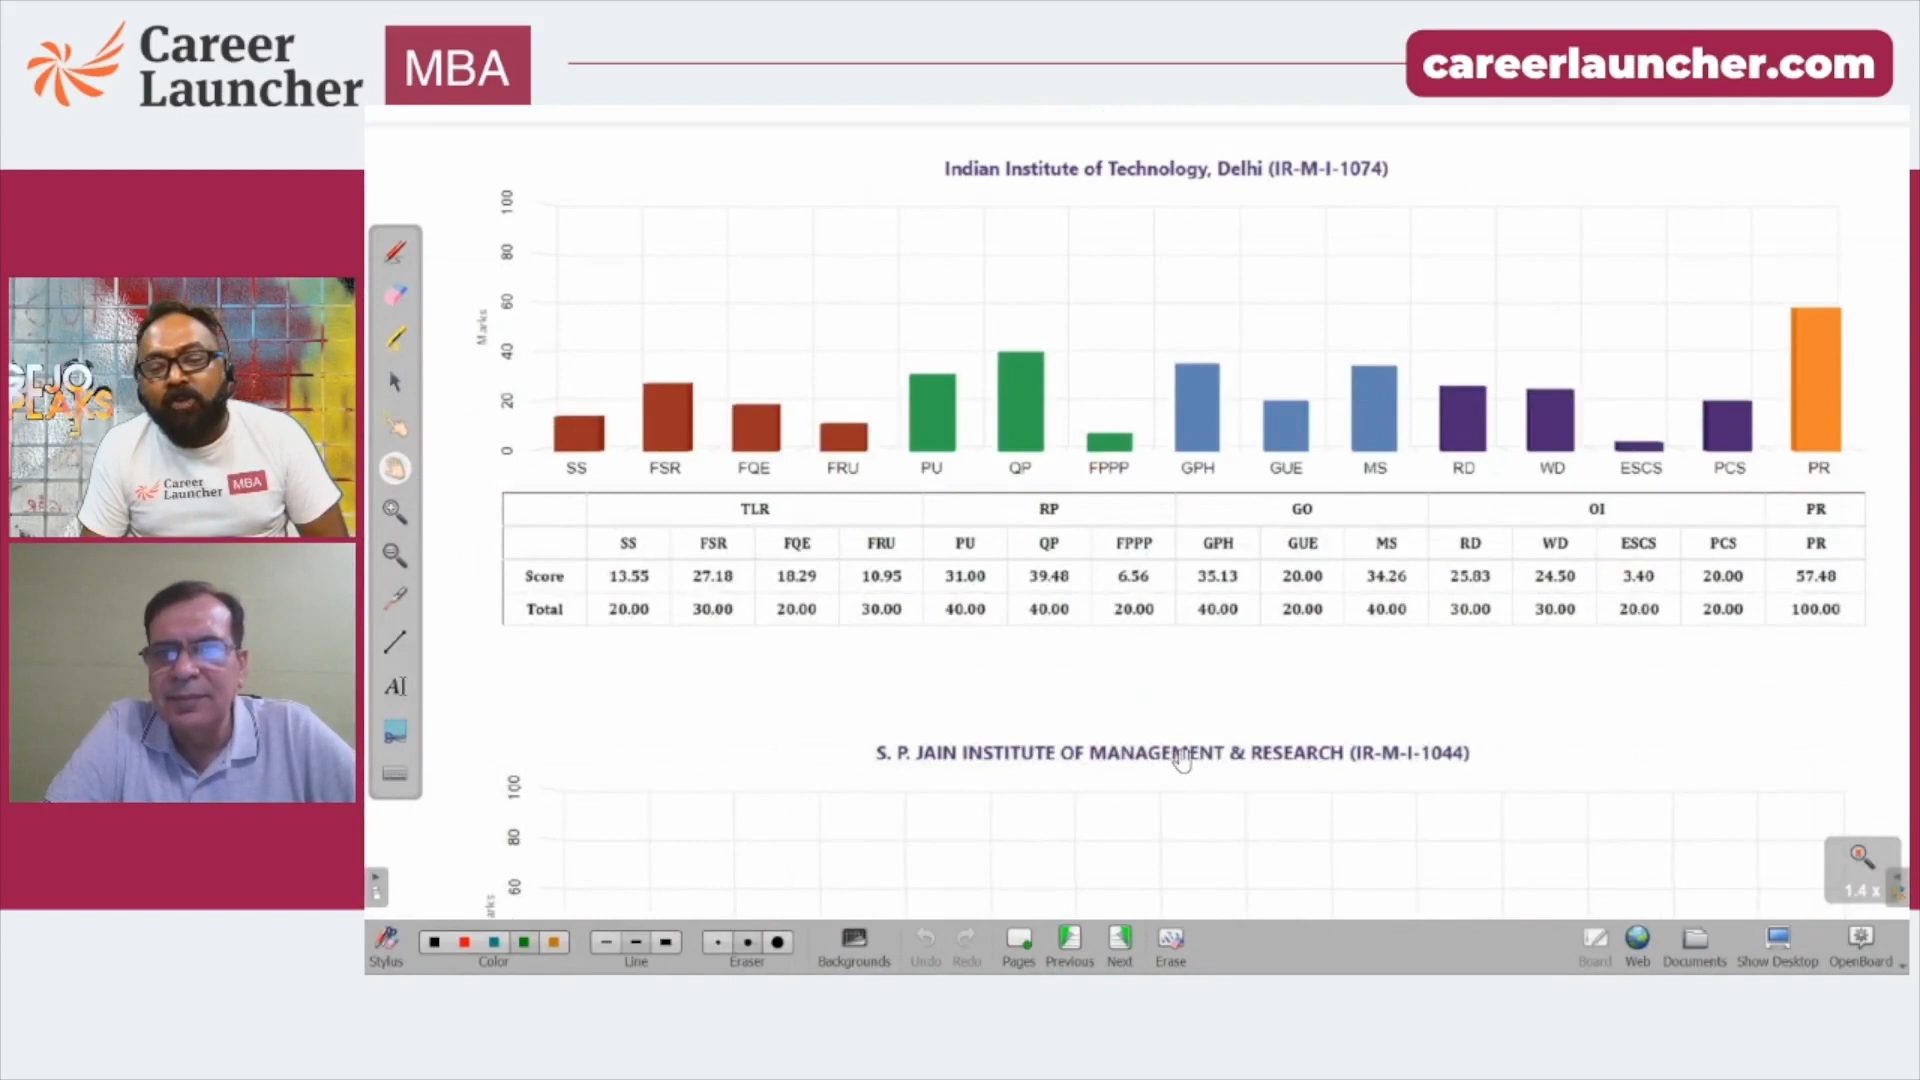 Career
Launcher
MBA
careerlauncher.com
Indian Institute of Technology, Delhi (IR-M-I-1074)
100
80
60
40
20
0
Marks
SS FSR FQE FRU PU QP FPPP GPH GUE MS RD WD ESCS PCS PR
TLR RP GO OI PR
SS FSR FQE FRU PU QP FPPP GPH GUE MS RD WD ESCS PCS PR
Score 13.55 27.18 18.29 10.95 31.00 39.48 6.56 35.13 20.00 34.26 25.83 24.50 3.40 20.00 57.48
Total 20.00 30.00 20.00 30.00 40.00 40.00 20.00 40.00 20.00 40.00 30.00 30.00 20.00 20.00 100.00
S. P. JAIN INSTITUTE OF MANAGEMENT & RESEARCH (IR-M-I-1044)
100
80
60
PEAKS
Career
Launcher
MBA
AI
1.4 x
Stylus Color Line Eraser Backgrounds Undo Redo Pages Previous Next Erase Board Web Documents Show Desktop OpenBoard